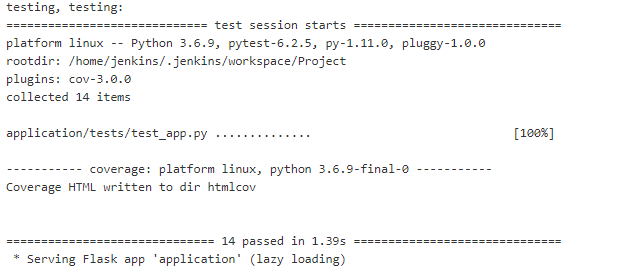 testing, testing:
============================= test session starts ==============================
platform linux -- Python 3.6.9, pytest-6.2.5, py-1.11.0, pluggy-1.0.0
rootdir: /home/jenkins/.jenkins/workspace/Project
plugins: cov-3.0.0
collected 14 items
application/tests/test_app.py .............. [100%]
----------- coverage: platform linux, python 3.6.9-final-0 -----------
Coverage HTML written to dir htmlcov
============================== 14 passed in 1.39s ==============================
* Serving Flask app 'application' (lazy loading)